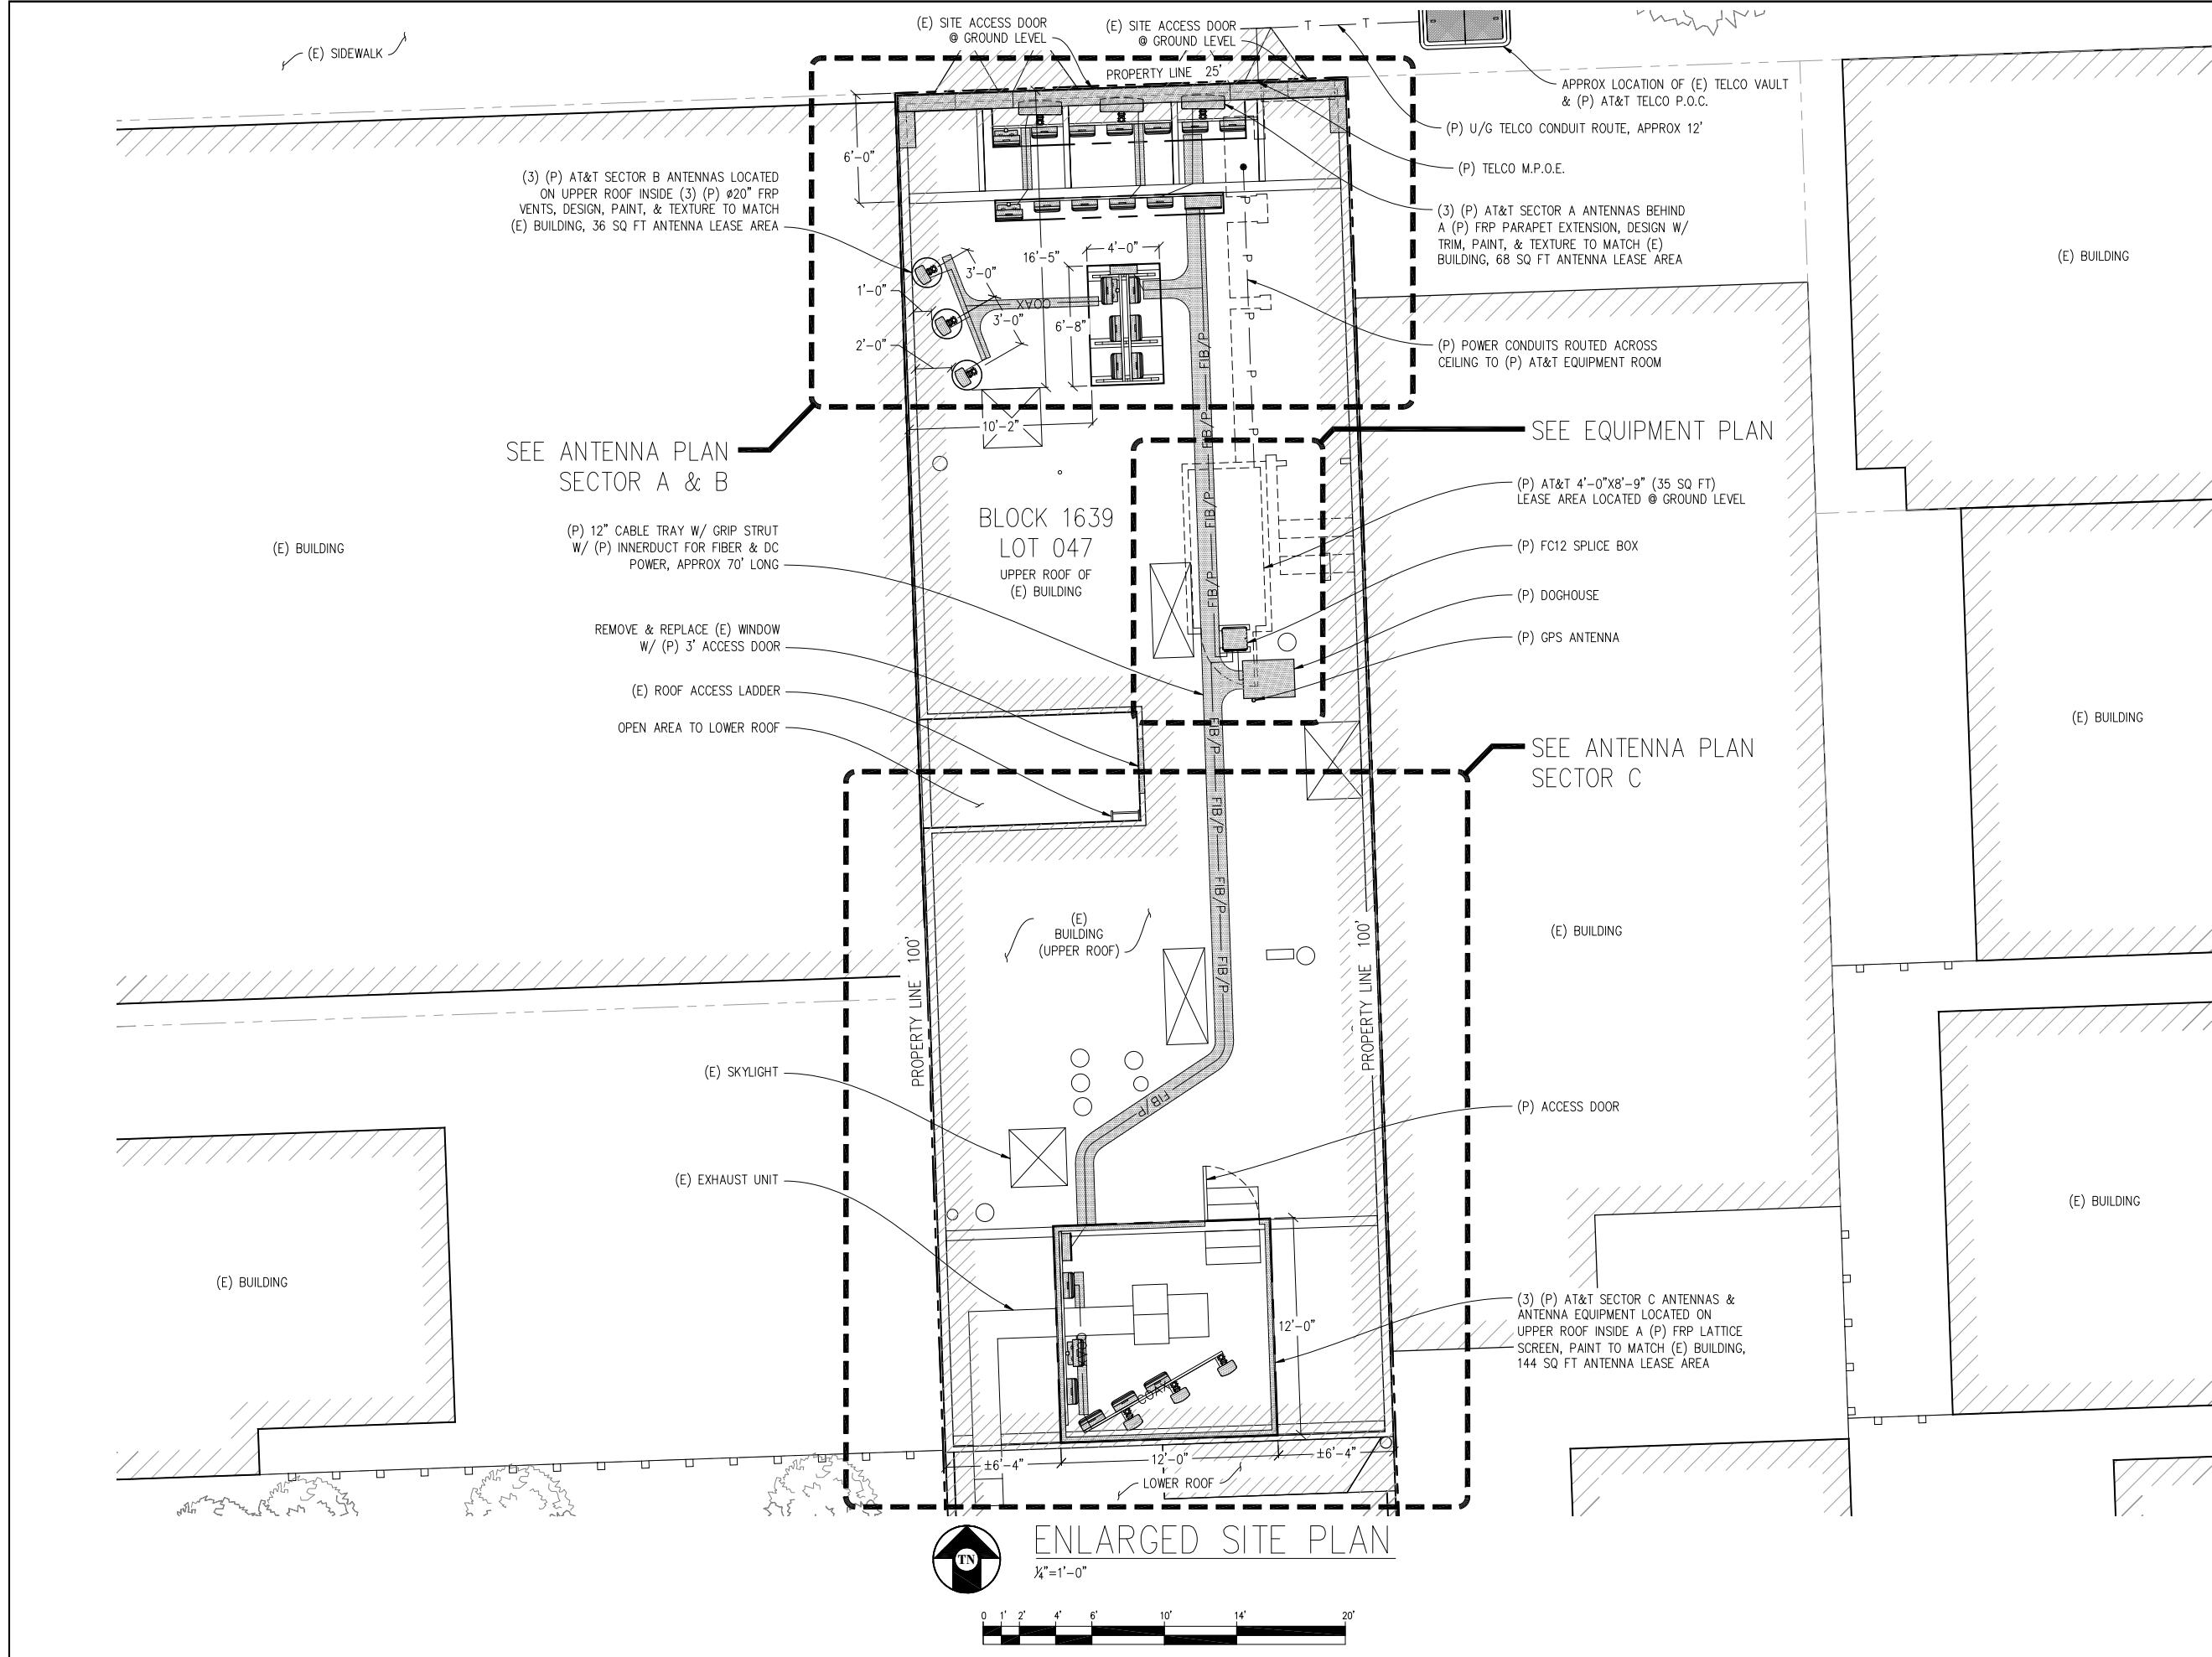 (E) SIDEWALK
(E) SITE ACCESS DOOR
@ GROUND LEVEL
(E) SITE ACCESS DOOR
@ GROUND LEVEL
T
T
PROPERTY LINE 25'
APPROX LOCATION OF (E) TELCO VAULT
& (P) AT&T TELCO P.O.C.
(P) U/G TELCO CONDUIT ROUTE, APPROX 12'
(P) TELCO M.P.O.E.
(3) (P) AT&T SECTOR A ANTENNAS BEHIND
A (P) FRP PARAPET EXTENSION, DESIGN W/
TRIM, PAINT, & TEXTURE TO MATCH (E)
BUILDING, 68 SQ FT ANTENNA LEASE AREA
(P) POWER CONDUITS ROUTED ACROSS
CEILING TO (P) AT&T EQUIPMENT ROOM
(3) (P) AT&T SECTOR B ANTENNAS LOCATED
ON UPPER ROOF INSIDE (3) (P) ø20" FRP
VENTS, DESIGN, PAINT, & TEXTURE TO MATCH
(E) BUILDING, 36 SQ FT ANTENNA LEASE AREA
6'-0"
16'-5"
4'-0"
3'-0"
1'-0"
COAX
3'-0"
6'-8"
2'-0"
10'-2"
P
P
P
P
P
FIB/P
FIB/P
FIB/P
FIB/P
SEE ANTENNA PLAN
SECTOR A & B
SEE EQUIPMENT PLAN
(P) AT&T 4'-0"X8'-9" (35 SQ FT)
LEASE AREA LOCATED @ GROUND LEVEL
(P) FC12 SPLICE BOX
(P) DOGHOUSE
(P) GPS ANTENNA
BLOCK 1639
LOT 047
UPPER ROOF OF
(E) BUILDING
(P) 12" CABLE TRAY W/ GRIP STRUT
W/ (P) INNERDUCT FOR FIBER & DC
POWER, APPROX 70' LONG
REMOVE & REPLACE (E) WINDOW
W/ (P) 3' ACCESS DOOR
(E) ROOF ACCESS LADDER
OPEN AREA TO LOWER ROOF
(E) BUILDING
(E) BUILDING
(E) BUILDING
SEE ANTENNA PLAN
SECTOR C
FIB/P
FIB/P
FIB/P
FIB/P
FIB/P
(E)
BUILDING
(UPPER ROOF)
PROPERTY LINE 100'
PROPERTY LINE 100'
(E) BUILDING
(E) SKYLIGHT
(E) EXHAUST UNIT
(P) ACCESS DOOR
(E) BUILDING
(E) BUILDING
12'-0"
(3) (P) AT&T SECTOR C ANTENNAS &
ANTENNA EQUIPMENT LOCATED ON
UPPER ROOF INSIDE A (P) FRP LATTICE
SCREEN, PAINT TO MATCH (E) BUILDING,
144 SQ FT ANTENNA LEASE AREA
±6'-4"
12'-0"
±6'-4"
LOWER ROOF
TN
ENLARGED SITE PLAN
¼"=1'-0"
0 1' 2' 4' 6' 10' 14' 20'